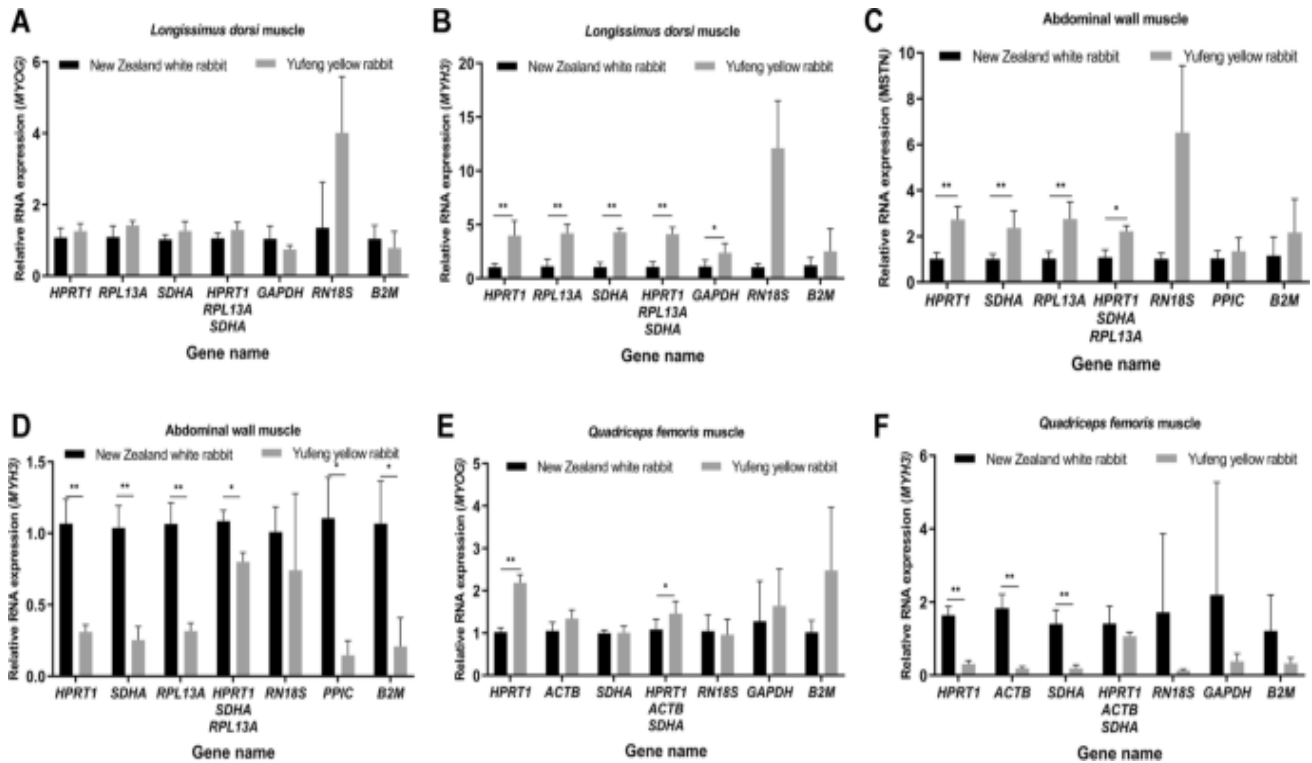 A
Longissimus dorsi muscle
New Zealand white rabbit
Yufeng yellow rabbit
Relative RNA expression (MYOG)
6
4
2
0
HPRT1 RPL13A SDHA HPRT1 GAPDH RN18S B2M
RPL13A
SDHA
Gene name
B
Longissimus dorsi muscle
New Zealand white rabbit
Yufeng yellow rabbit
Relative RNA expression (MYH3)
20
15
10
5
0
** ** ** ** *
HPRT1 RPL13A SDHA HPRT1 GAPDH RN18S B2M
RPL13A
SDHA
Gene name
C
Abdominal wall muscle
New Zealand white rabbit
Yufeng yellow rabbit
Relative RNA expression (MSTN)
10
8
6
4
2
0
** ** ** *
HPRT1 SDHA RPL13A HPRT1 RN18S PPIC B2M
SDHA
RPL13A
Gene name
D
Abdominal wall muscle
New Zealand white rabbit
Yufeng yellow rabbit
Relative RNA expression (MYH3)
1.5
1.0
0.5
0.0
** ** ** * * *
HPRT1 SDHA RPL13A HPRT1 RN18S PPIC B2M
SDHA
RPL13A
Gene name
E
Quadriceps femoris muscle
New Zealand white rabbit
Yufeng yellow rabbit
Relative RNA expression (MYOG)
5
4
3
2
1
0
** *
HPRT1 ACTB SDHA HPRT1 RN18S GAPDH B2M
ACTB
SDHA
Gene name
F
Quadriceps femoris muscle
New Zealand white rabbit
Yufeng yellow rabbit
Relative RNA expression (MYH3)
6
4
2
0
** ** **
HPRT1 ACTB SDHA HPRT1 RN18S GAPDH B2M
ACTB
SDHA
Gene name